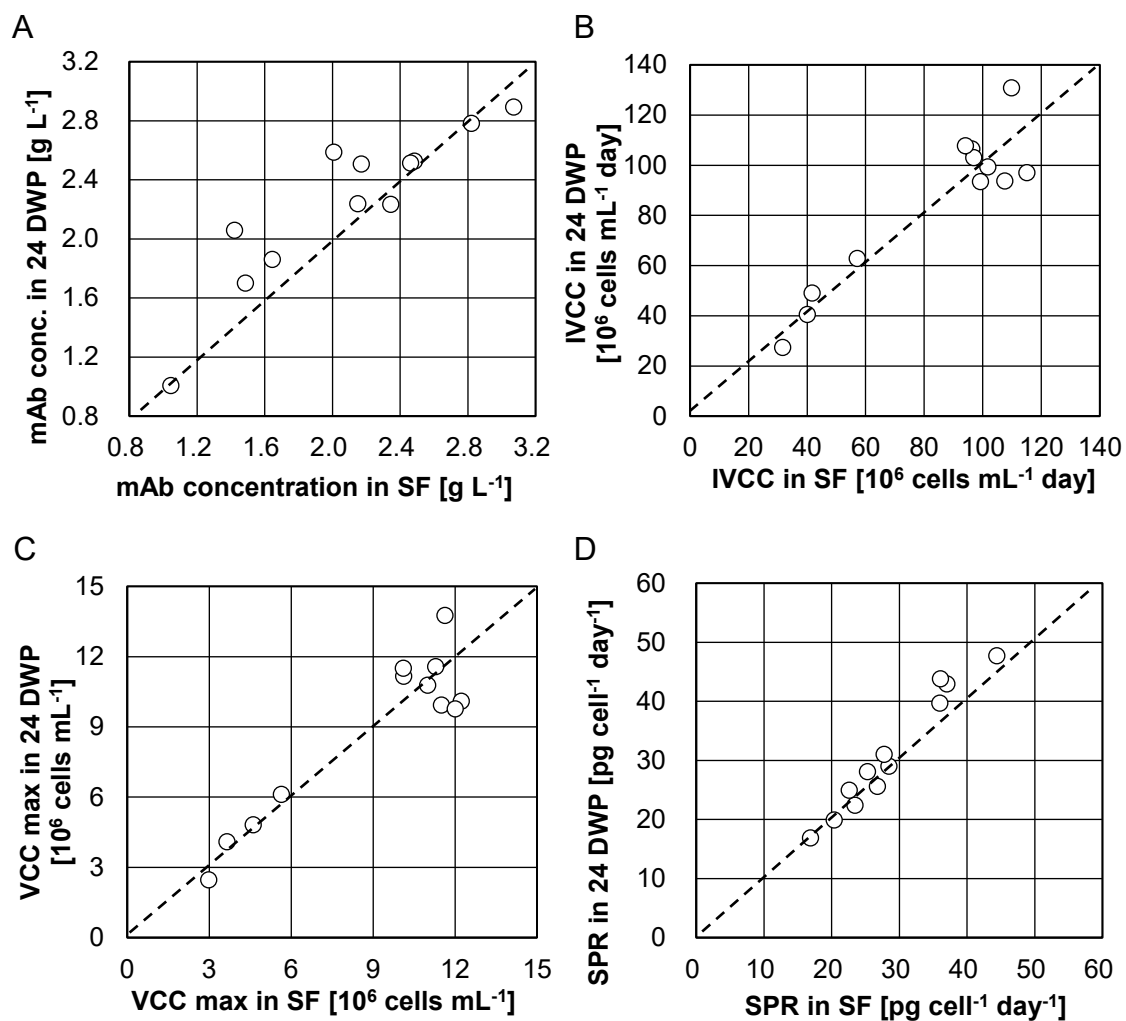 A
3.2
2.8
2.4
2.0
1.6
1.2
0.8
mAb conc. in 24 DWP [g L⁻¹]
0.8 1.2 1.6 2.0 2.4 2.8 3.2
mAb concentration in SF [g L⁻¹]
B
140
120
100
80
60
40
20
0
IVCC in 24 DWP
[10⁶ cells mL⁻¹ day]
0 20 40 60 80 100 120 140
IVCC in SF [10⁶ cells mL⁻¹ day]
C
15
12
9
6
3
0
VCC max in 24 DWP
[10⁶ cells mL⁻¹]
0 3 6 9 12 15
VCC max in SF [10⁶ cells mL⁻¹]
D
60
50
40
30
20
10
0
SPR in 24 DWP [pg cell⁻¹ day⁻¹]
0 10 20 30 40 50 60
SPR in SF [pg cell⁻¹ day⁻¹]